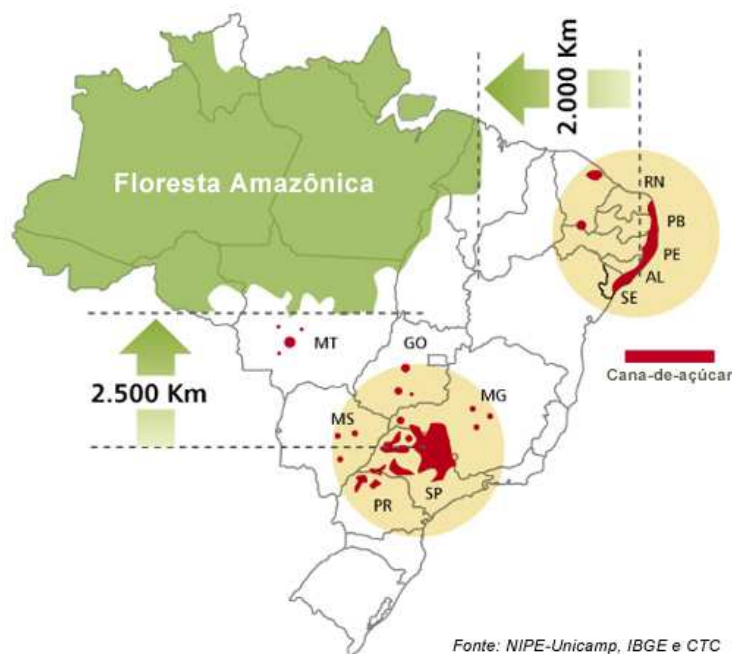 2.000 Km
Floresta Amazônica
RN
PB
PE
AL
SE
MT
GO
Cana-de-açúcar
2.500 Km
MS
MG
SP
PR
Fonte: NIPE-Unicamp, IBGE e CTC